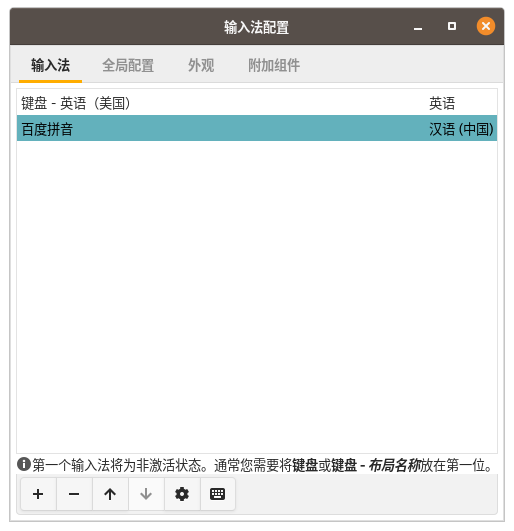 输入法配置
输入法 全局配置 外观 附加组件
键盘 - 英语（美国） 英语
百度拼音 汉语 (中国)
第一个输入法将为非激活状态。通常您需要将键盘或键盘 - 布局名称放在第一位。